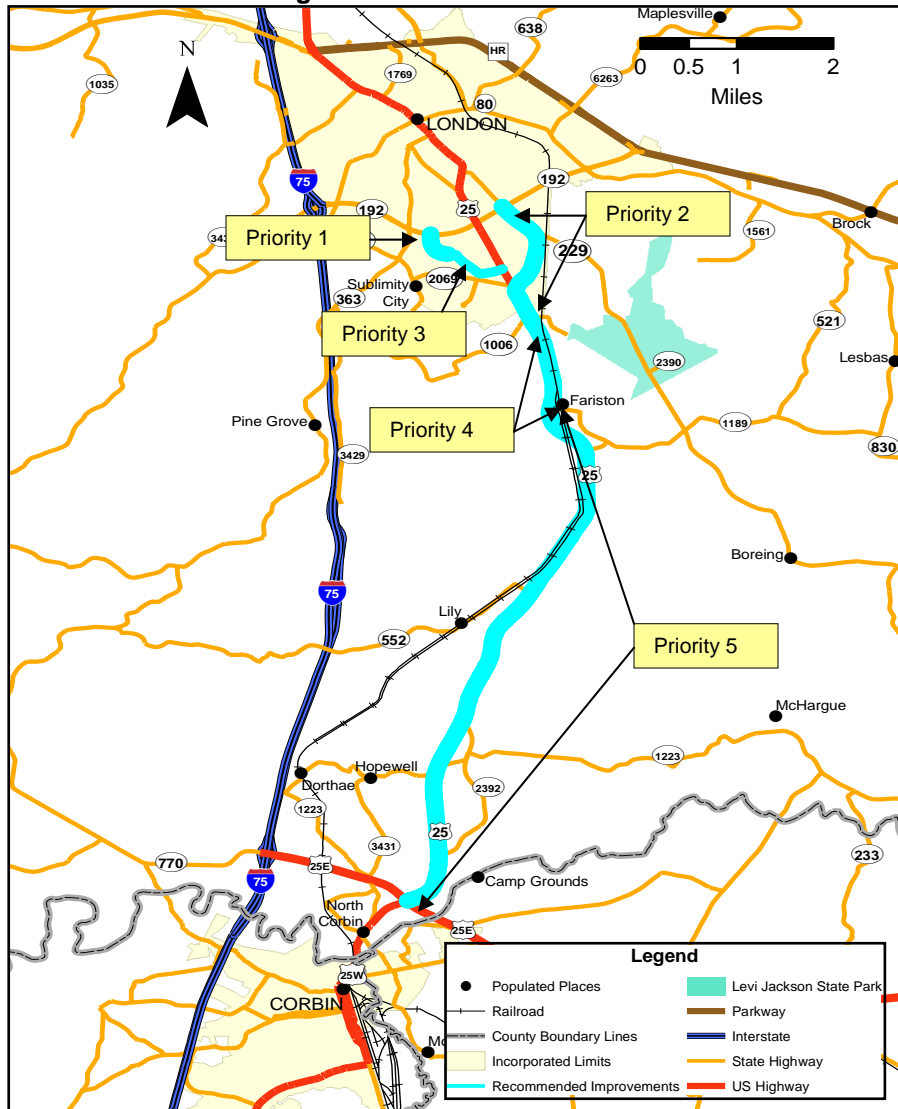 Maplesville
638
HR
N
0 0.5 1 2
Miles
1035
1769
6263
80
LONDON
75
192
192
25
Priority 2
Priority 1
1561
Brock
229
2069
Sublimity
City
363
Priority 3
1006
521
2390
Lesbas
Fariston
Pine Grove
Priority 4
1189
830
3429
25
Boreing
75
Lily
552
Priority 5
McHargue
1223
Hopewell
Dorthae
2392
1223
25
3431
770
25E
233
75
Camp Grounds
North
Corbin
25E
25W
CORBIN
Legend
Populated Places
Levi Jackson State Park
Railroad
Parkway
County Boundary Lines
Interstate
Incorporated Limits
State Highway
Recommended Improvements
US Highway